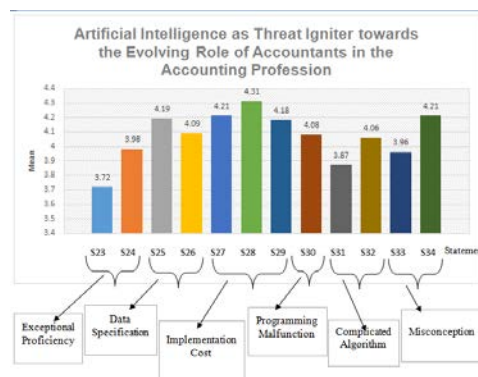 Artificial Intelligence as Threat Igniter towards
the Evolving Role of Accountants in the
Accounting Profession
4.4
4.3
4.2
4.1
4
3.9
3.8
3.7
3.6
3.5
3.4
Mean
3.72
3.98
4.19
4.09
4.21
4.31
4.18
4.08
3.87
4.06
3.96
4.21
S23 S24 S25 S26 S27 S28 S29 S30 S31 S32 S33 S34 Stateme
Exceptional
Proficiency
Data
Specification
Implementation
Cost
Programming
Malfunction
Complicated
Algorithm
Misconception